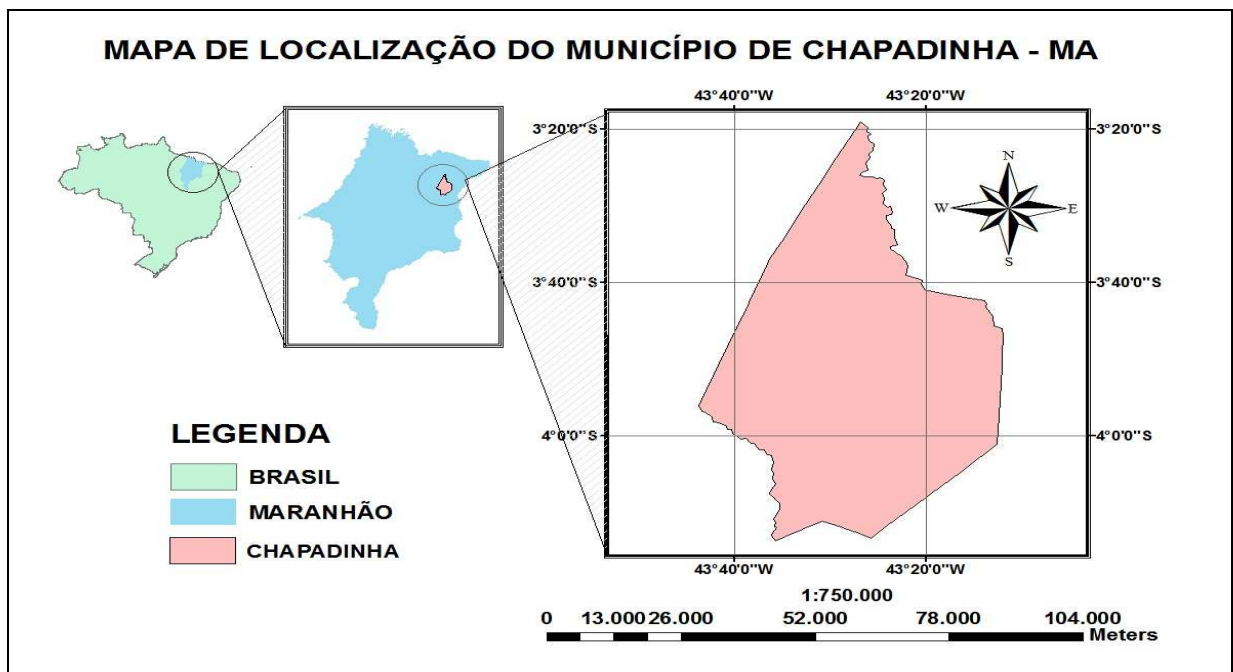 MAPA DE LOCALIZAÇÃO DO MUNICÍPIO DE CHAPADINHA - MA
43°40'0"W 43°20'0"W
3°20'0"S 3°20'0"S
N
W E
S
3°40'0"S 3°40'0"S
4°0'0"S 4°0'0"S
LEGENDA
BRASIL
MARANHÃO
CHAPADINHA
43°40'0"W 43°20'0"W
1:750.000
0 13.000 26.000 52.000 78.000 104.000
Meters